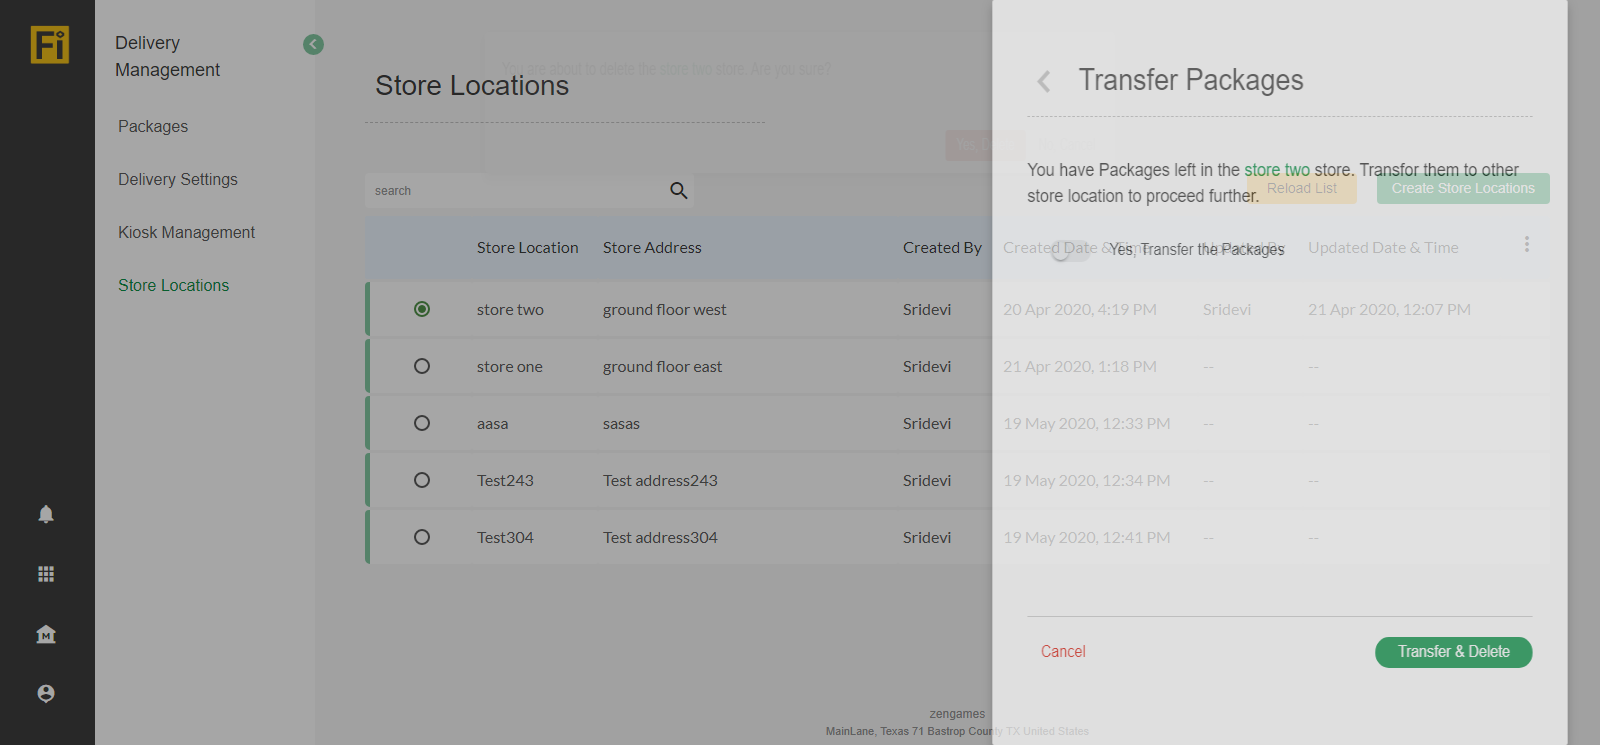 Fi
Delivery
Management
Packages
Delivery Settings
Kiosk Management
Store Locations
You are about to delete the store two store. Are you sure?
Store Locations
search
Reload List
Create Store Locations
Store Location Store Address Created By Created Date & Time Updated By Updated Date & Time
store two ground floor west Sridevi 20 Apr 2020, 4:19 PM Sridevi 21 Apr 2020, 12:07 PM
store one ground floor east Sridevi 21 Apr 2020, 1:18 PM -- --
aasa sasas Sridevi 19 May 2020, 12:33 PM -- --
Test243 Test address243 Sridevi 19 May 2020, 12:34 PM -- --
Test304 Test address304 Sridevi 19 May 2020, 12:41 PM -- --
Transfer Packages
You have Packages left in the store two store. Transfor them to other
store location to proceed further.
Yes, Transfer the Packages
Cancel
Transfer & Delete
M
zengames
MainLane, Texas 71 Bastrop County TX United States